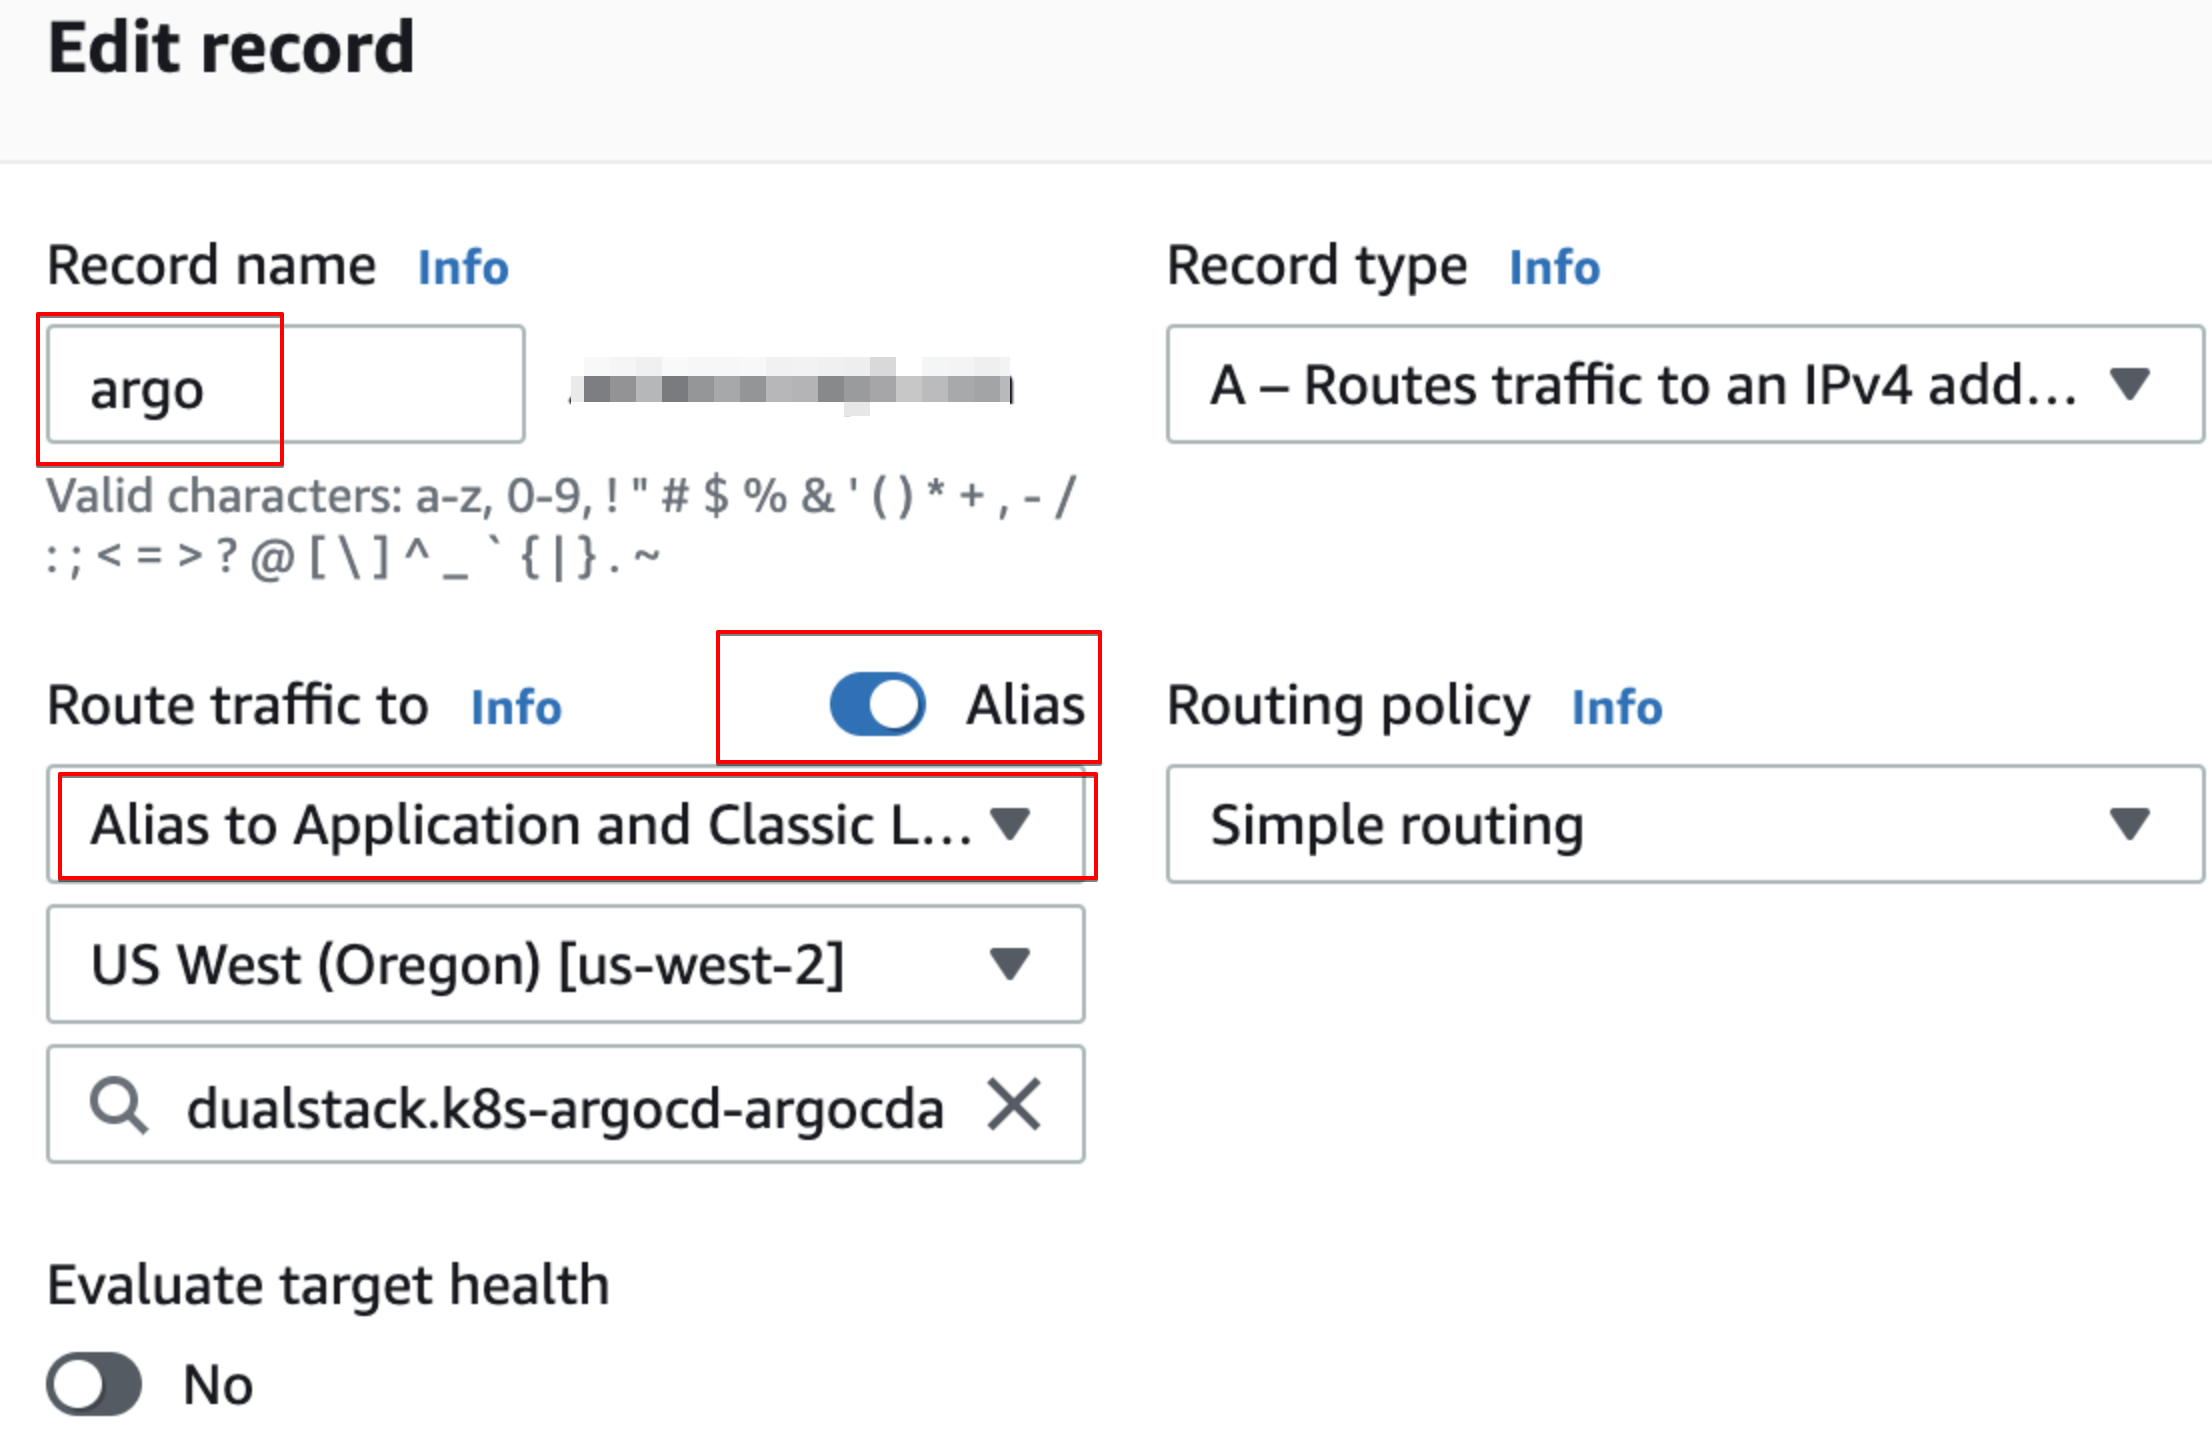 Edit record
Record name Info
argo
Valid characters: a-z, 0-9, ! " # $ % & ' ( ) * + , - /
: ; < = > ? @ [ \ ] ^ _ ` { | } . ~
Record type Info
A – Routes traffic to an IPv4 add...
Route traffic to Info
Alias
Alias to Application and Classic L...
US West (Oregon) [us-west-2]
dualstack.k8s-argocd-argocda
Routing policy Info
Simple routing
Evaluate target health
No